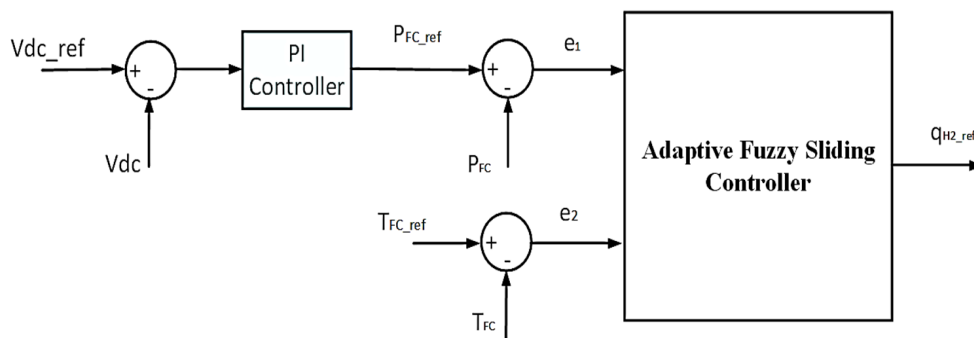 Vdc_ref
+
-
Vdc
PI
Controller
PFC_ref
+
-
PFC
e1
TFC_ref
+
-
TFC
e2
Adaptive Fuzzy Sliding
Controller
qH2_ref